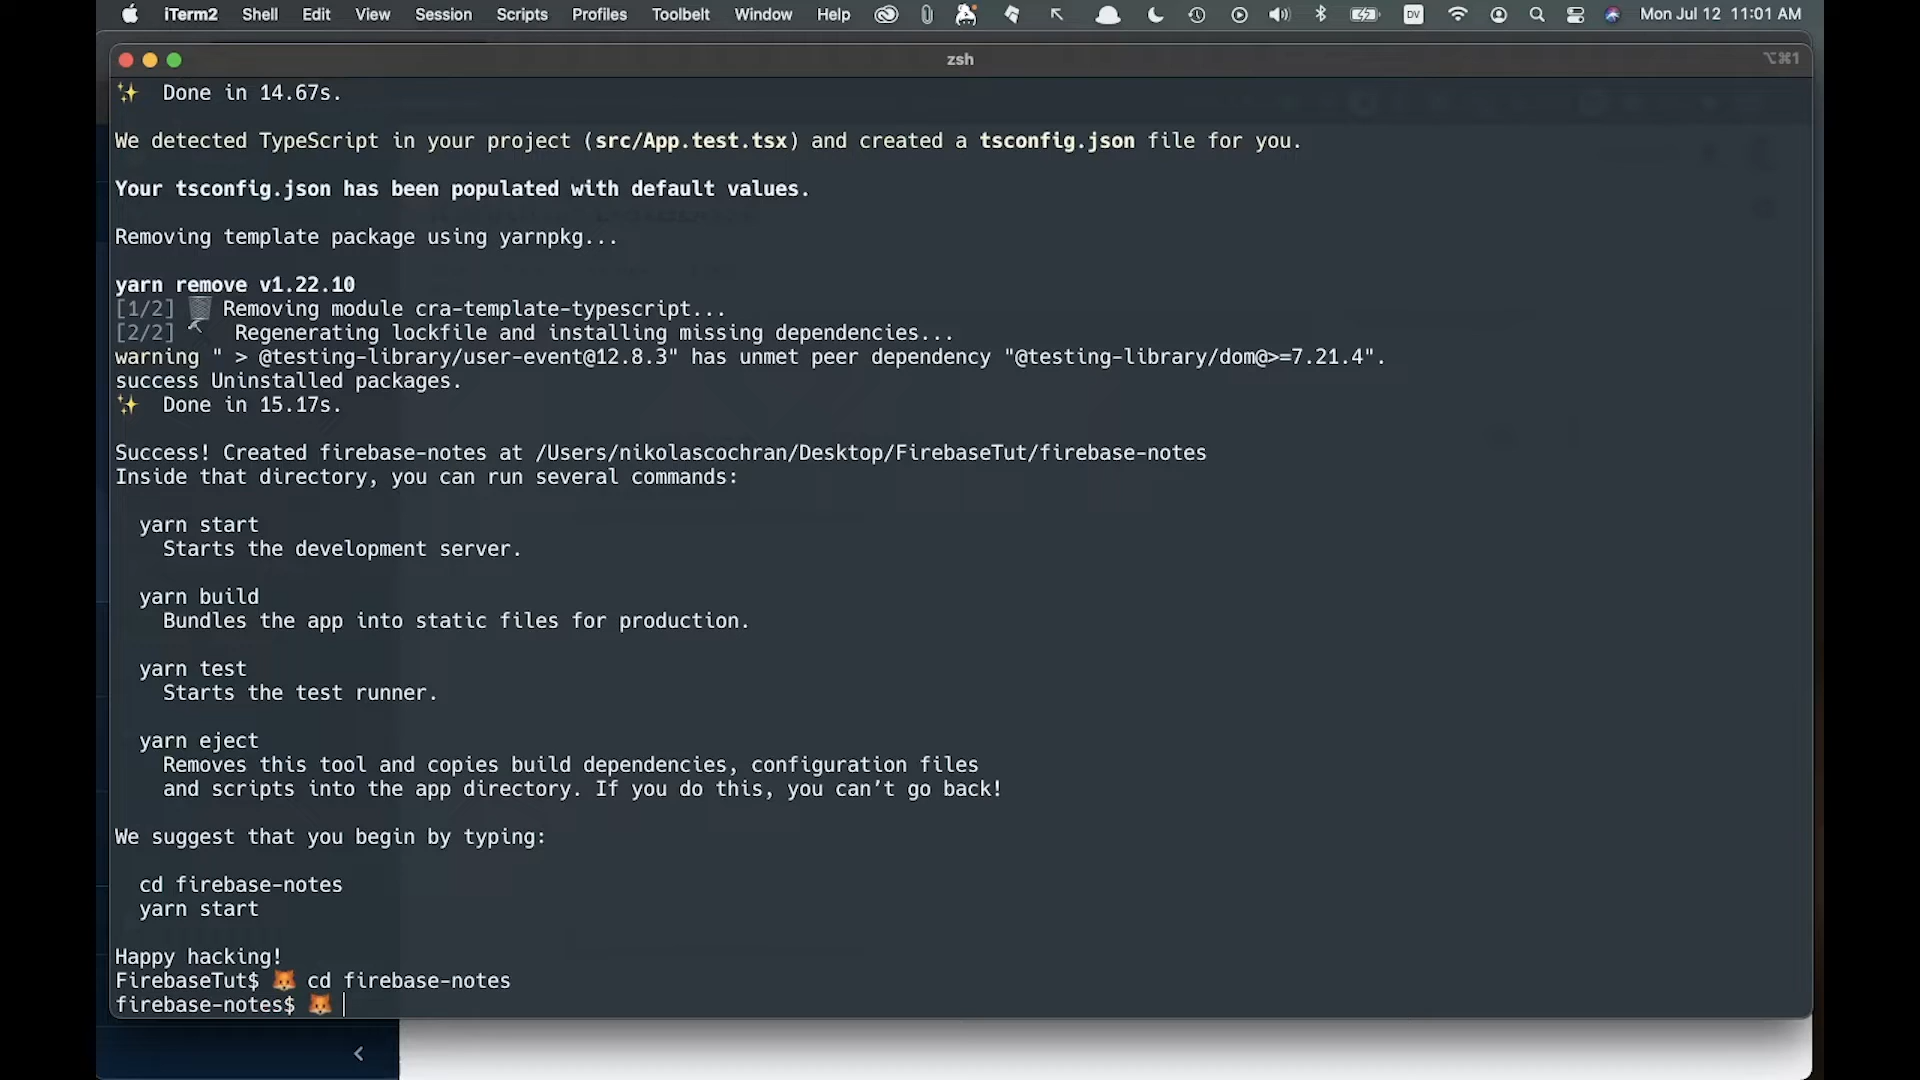 iTerm2 Shell Edit View Session Scripts Profiles Toolbelt Window Help DV Mon Jul 12 11:01 AM
zsh ⌥⌘1
✨ Done in 14.67s.
We detected TypeScript in your project (src/App.test.tsx) and created a tsconfig.json file for you.
Your tsconfig.json has been populated with default values.
Removing template package using yarnpkg...
yarn remove v1.22.10
[1/2] 🗑 Removing module cra-template-typescript...
[2/2] Regenerating lockfile and installing missing dependencies...
warning " > @testing-library/user-event@12.8.3" has unmet peer dependency "@testing-library/dom@>=7.21.4".
success Uninstalled packages.
✨ Done in 15.17s.
Success! Created firebase-notes at /Users/nikolascochran/Desktop/FirebaseTut/firebase-notes
Inside that directory, you can run several commands:
yarn start
Starts the development server.
yarn build
Bundles the app into static files for production.
yarn test
Starts the test runner.
yarn eject
Removes this tool and copies build dependencies, configuration files
and scripts into the app directory. If you do this, you can’t go back!
We suggest that you begin by typing:
cd firebase-notes
yarn start
Happy hacking!
FirebaseTut$ 🦊 cd firebase-notes
firebase-notes$ 🦊